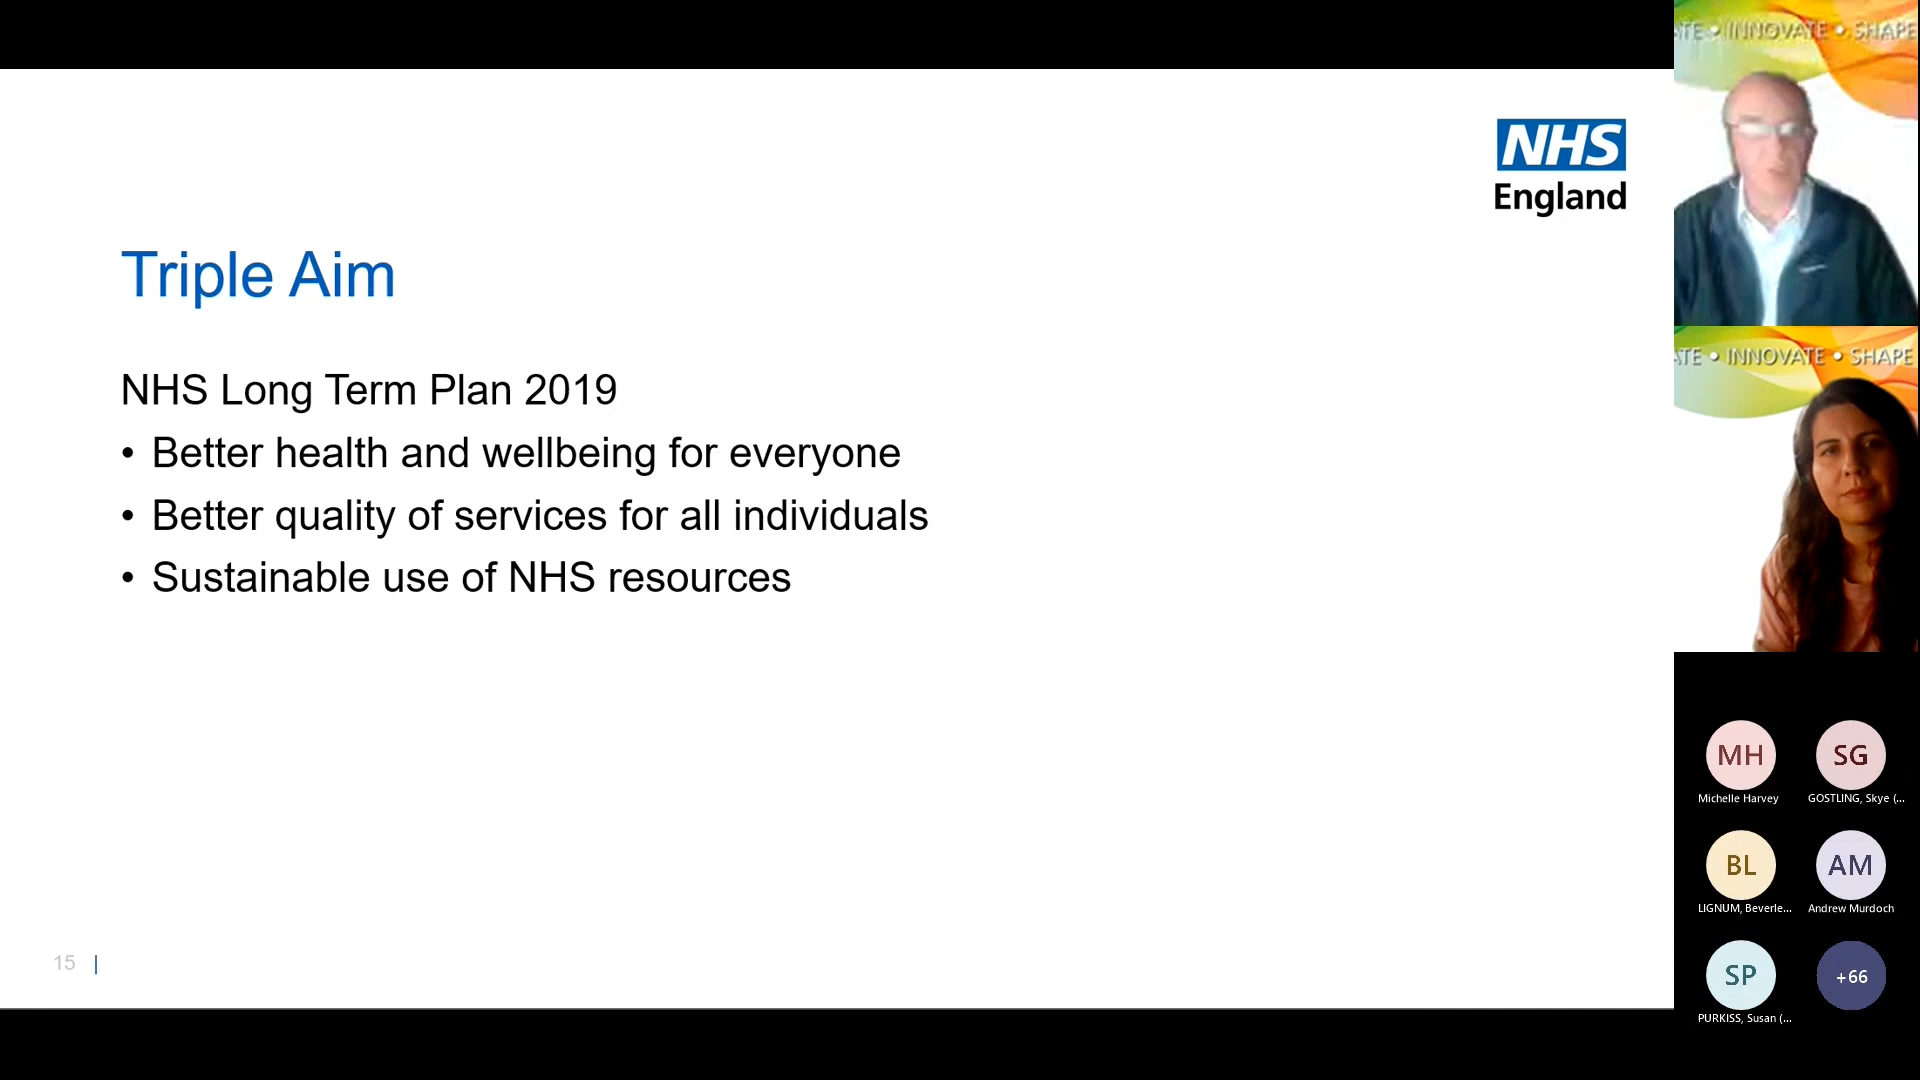 NHS
England
Triple Aim
NHS Long Term Plan 2019
• Better health and wellbeing for everyone
• Better quality of services for all individuals
• Sustainable use of NHS resources
15
ATE • INNOVATE • SHAPE
ATE • INNOVATE • SHAPE
MH
Michelle Harvey
SG
GOSTLING, Skye (...
BL
LIGNUM, Beverle...
AM
Andrew Murdoch
SP
PURKISS, Susan (...
+66